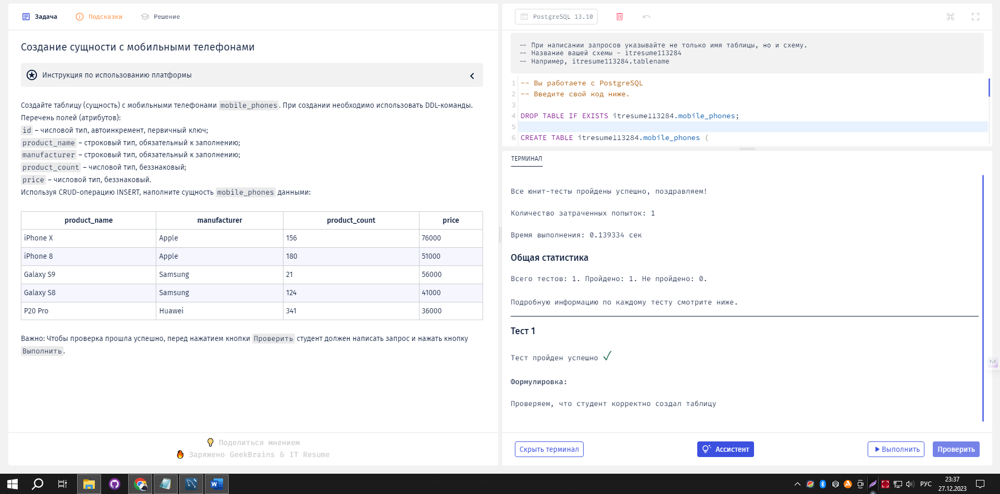 Задача
Подсказки
Решение
Создание сущности с мобильными телефонами
Инструкция по использованию платформы
Создайте таблицу (сущность) с мобильными телефонами mobile_phones. При создании необходимо использовать DDL-команды.
Перечень полей (атрибутов):
id – числовой тип, автоинкремент, первичный ключ;
product_name – строковый тип, обязательный к заполнению;
manufacturer – строковый тип, обязательный к заполнению;
product_count – числовой тип, беззнаковый;
price – числовой тип, беззнаковый.
Используя CRUD-операцию INSERT, наполните сущность mobile_phones данными:
product_name manufacturer product_count price
iPhone X Apple 156 76000
iPhone 8 Apple 180 51000
Galaxy S9 Samsung 21 56000
Galaxy S8 Samsung 124 41000
P20 Pro Huawei 341 36000
Важно: Чтобы проверка прошла успешно, перед нажатием кнопки Проверить студент должен написать запрос и нажать кнопку
Выполнить.
Поделиться мнением
Заряжено GeekBrains & IT Resume
PostgreSQL 13.10
-- При написании запросов указывайте не только имя таблицы, но и схему.
-- Название вашей схемы - itresume113284
-- Например, itresume113284.tablename
1 -- Вы работаете с PostgreSQL
2 -- Введите свой код ниже.
3
4 DROP TABLE IF EXISTS itresume113284.mobile_phones;
5
6 CREATE TABLE itresume113284.mobile_phones (
ТЕРМИНАЛ
Все юнит-тесты пройдены успешно, поздравляем!
Количество затраченных попыток: 1
Время выполнения: 0.139334 сек
Общая статистика
Всего тестов: 1. Пройдено: 1. Не пройдено: 0.
Подробную информацию по каждому тесту смотрите ниже.
Тест 1
Тест пройден успешно ✓
Формулировка:
Проверяем, что студент корректно создал таблицу
Скрыть терминал
Ассистент
Выполнить
Проверить
РУС
23:37
27.12.2023